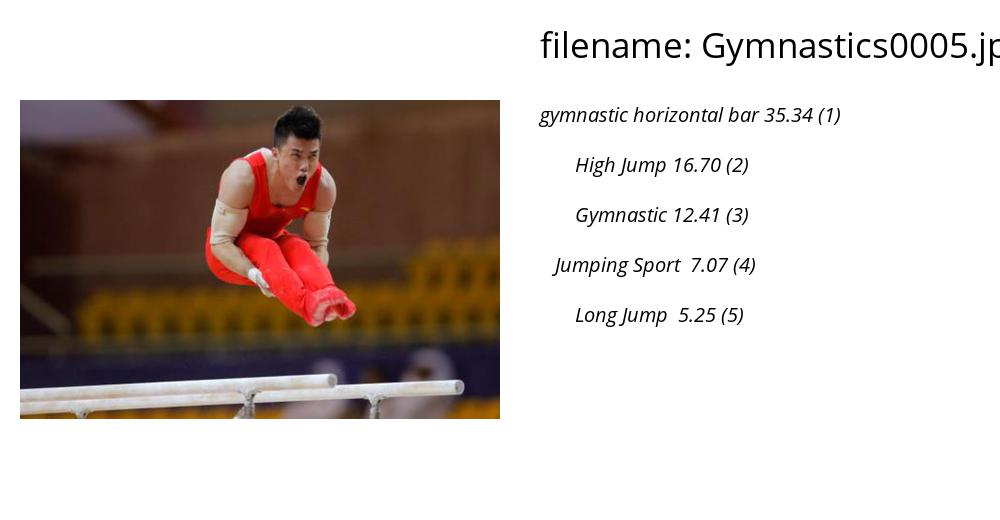 filename: Gymnastics0005.jp
gymnastic horizontal bar 35.34 (1)
High Jump 16.70 (2)
Gymnastic 12.41 (3)
Jumping Sport 7.07 (4)
Long Jump 5.25 (5)